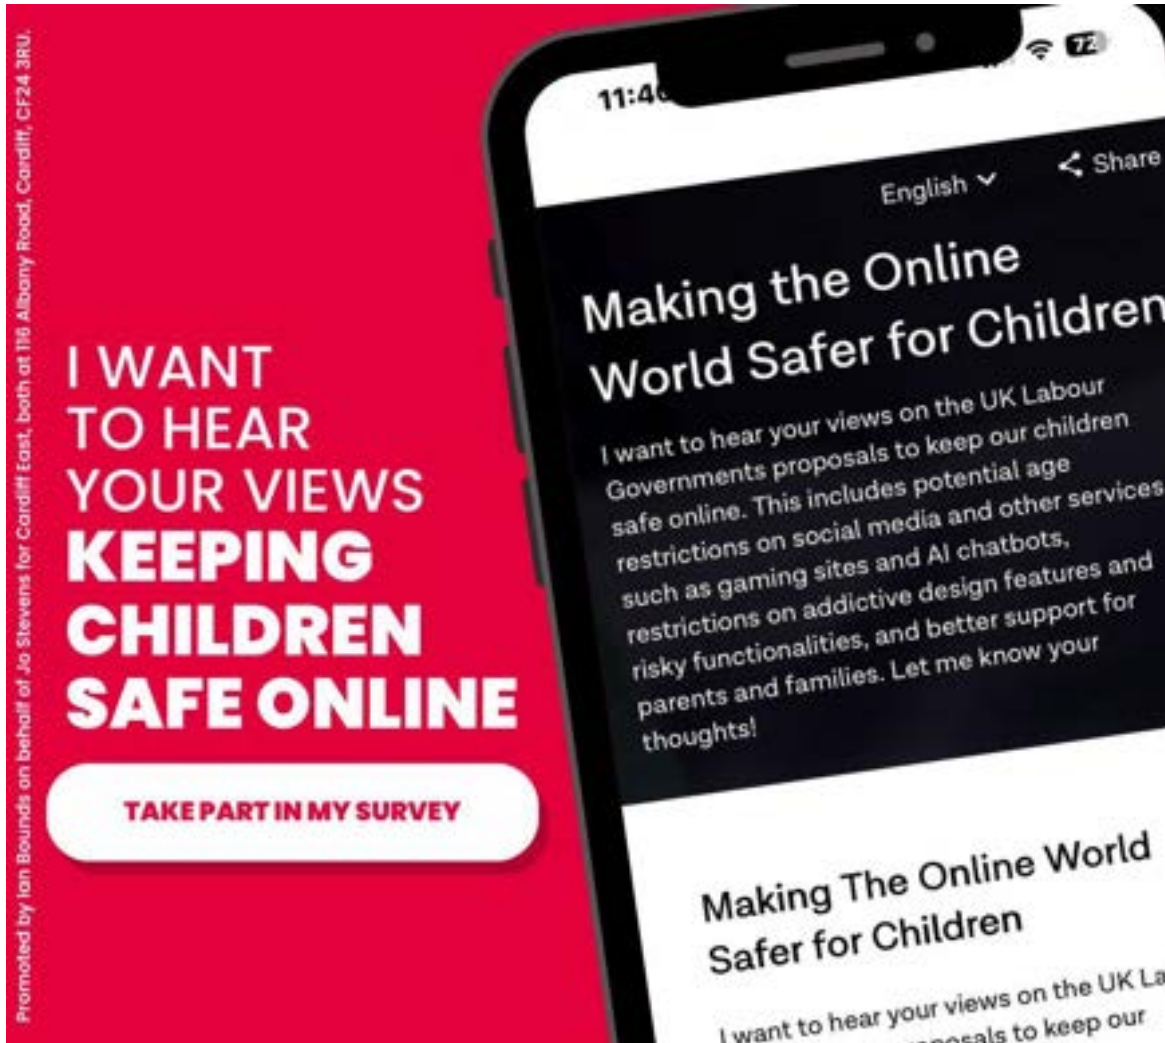 Promoted by Ian Bounds on behalf of Jo Stevens for Cardiff East, both at 116 Albany Road, Cardiff, CF24 3RU.
I WANT
TO HEAR
YOUR VIEWS
KEEPING
CHILDREN
SAFE ONLINE
TAKE PART IN MY SURVEY
72
English
Share
Making the Online
World Safer for Children
I want to hear your views on the UK Labour
Governments proposals to keep our children
safe online. This includes potential age
restrictions on social media and other services
such as gaming sites and AI chatbots,
restrictions on addictive design features and
risky functionalities, and better support for
parents and families. Let me know your
thoughts!
Making The Online World
Safer for Children
I want to hear your views on the UK
to keep our